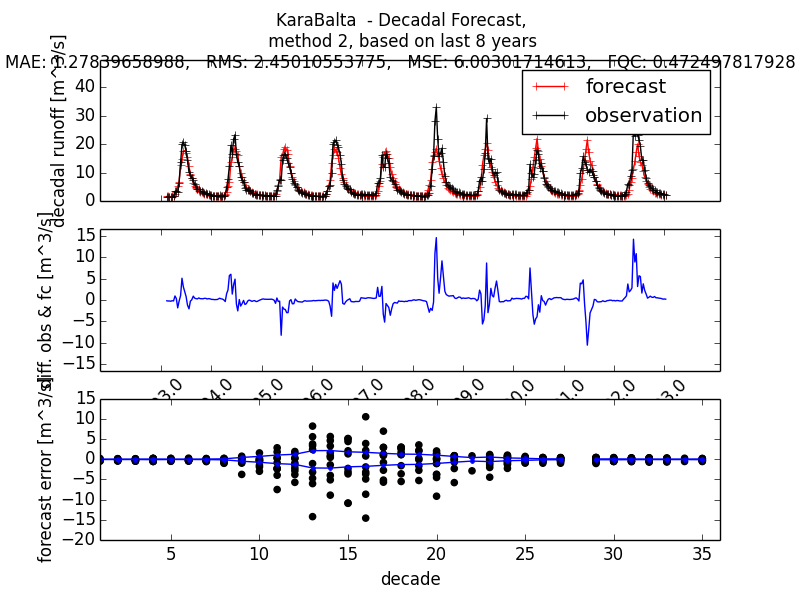 KaraBalta - Decadal Forecast,
method 2, based on last 8 years
RMS: 2.45010553775, MSE: 6.00301714613, FQC: 0.472497817928
decadal runoff [m^3/s]
40
30
20
10
0
forecast
observation
diff. obs & fc [m^3/s]
15
10
5
0
−5
−10
−15
forecast error [m^3/s]
15
10
5
0
−5
−10
−15
−20
5 10 15 20 25 30 35
decade